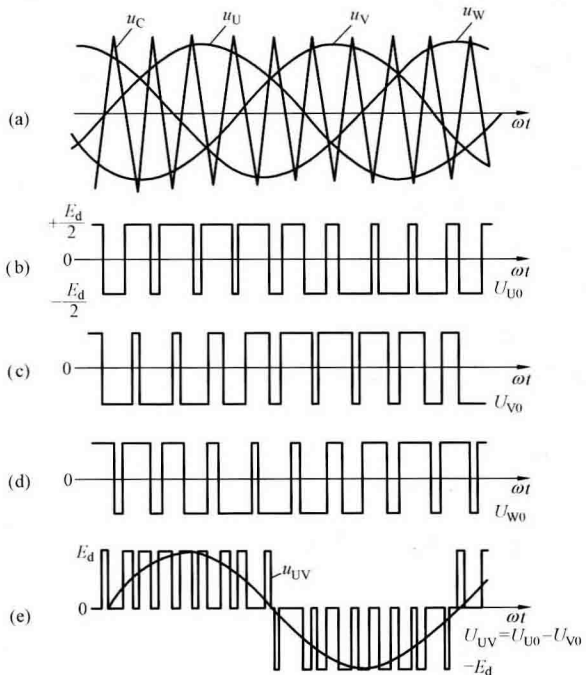 u_C u_U u_V u_W
(a) ωt
+E_d/2
(b) 0 ωt
-E_d/2 U_U0
(c) 0 ωt
U_V0
(d) 0 ωt
U_W0
E_d u_UV
(e) 0 ωt
U_UV=U_U0-U_V0
-E_d